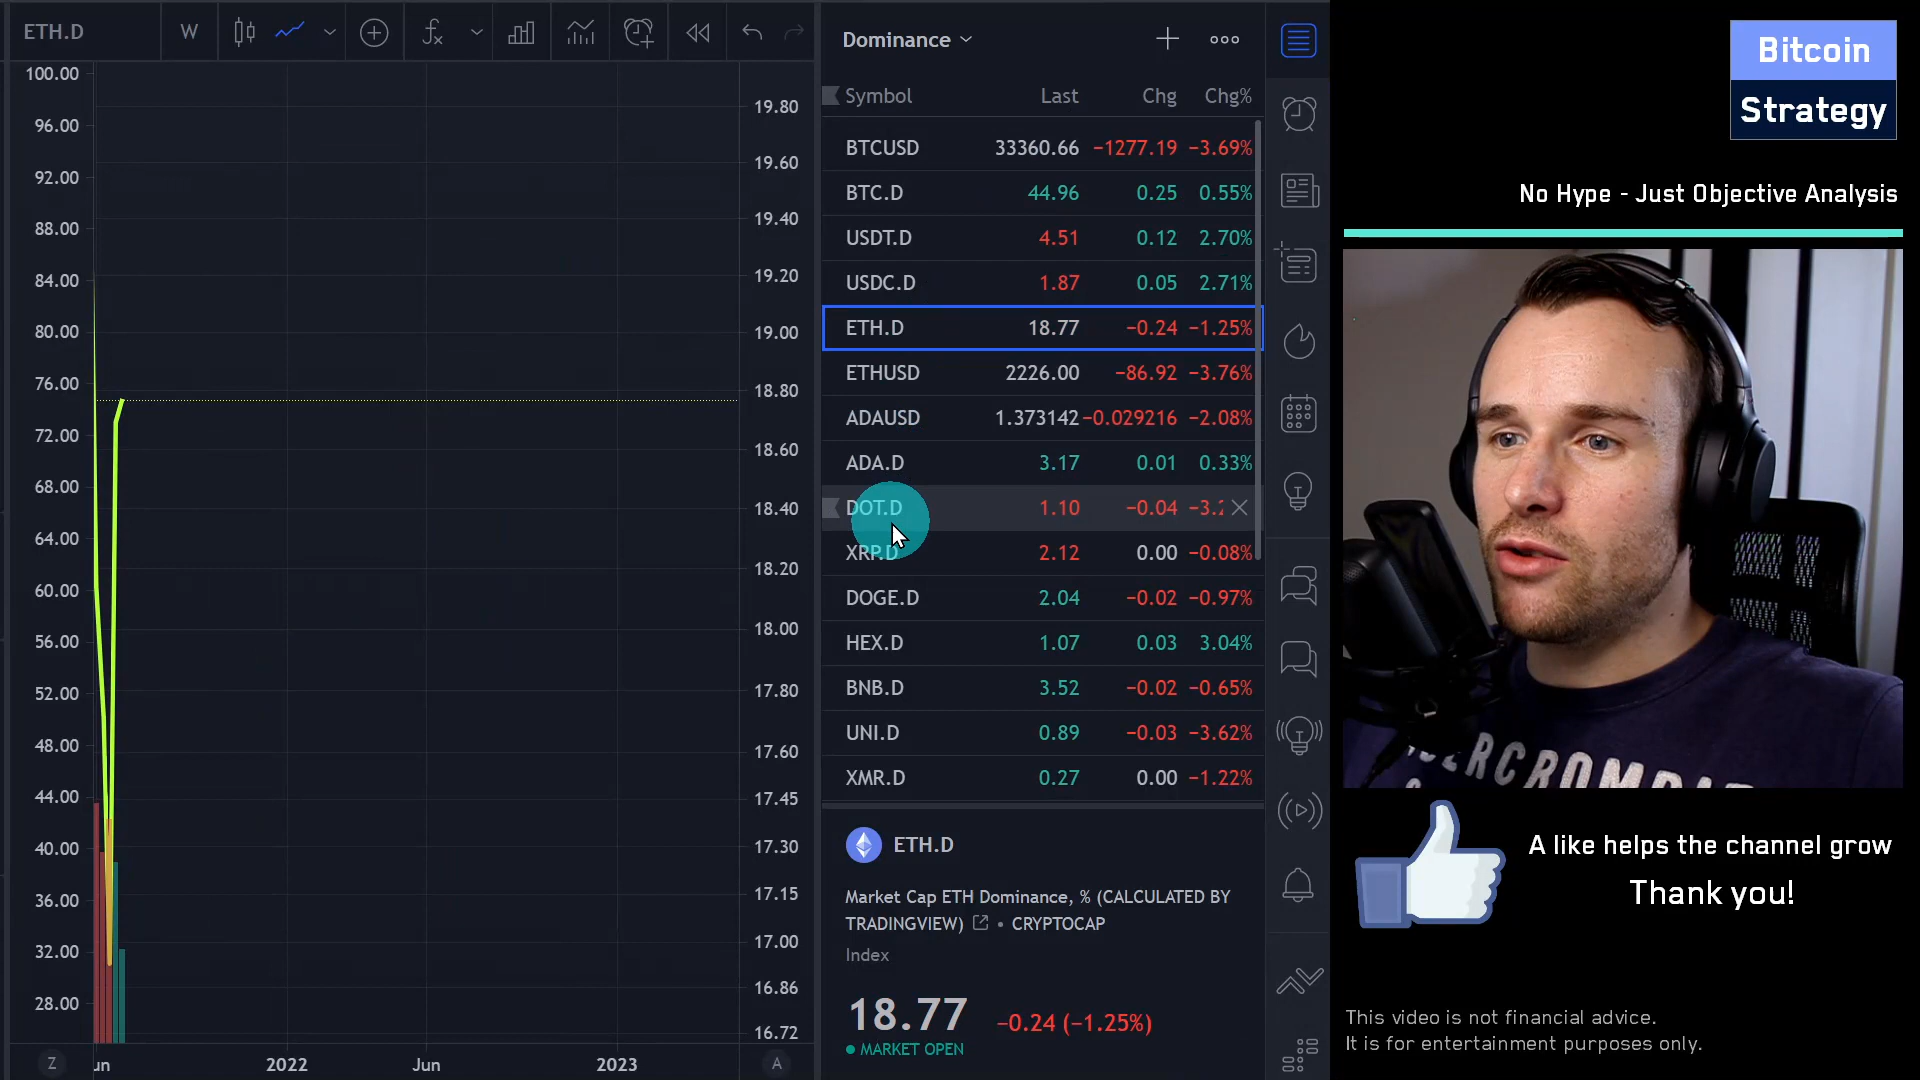 ETH.D
W
Dominance
Symbol Last Chg Chg%
BTCUSD 33360.66 −1277.19 −3.69%
BTC.D 44.96 0.25 0.55%
USDT.D 4.51 0.12 2.70%
USDC.D 1.87 0.05 2.71%
ETH.D 18.77 −0.24 −1.25%
ETHUSD 2226.00 −86.92 −3.76%
ADAUSD 1.373142 −0.029216 −2.08%
ADA.D 3.17 0.01 0.33%
DOT.D 1.10 −0.04
XRP.D 2.12 0.00 −0.08%
DOGE.D 2.04 −0.02 −0.97%
HEX.D 1.07 0.03 3.04%
BNB.D 3.52 −0.02 −0.65%
UNI.D 0.89 −0.03 −3.62%
XMR.D 0.27 0.00 −1.22%
ETH.D
Market Cap ETH Dominance, % (CALCULATED BY
TRADINGVIEW) • CRYPTOCAP
Index
18.77 −0.24 (−1.25%)
MARKET OPEN
100.00
96.00
92.00
88.00
84.00
80.00
76.00
72.00
68.00
64.00
60.00
56.00
52.00
48.00
44.00
40.00
36.00
32.00
28.00
19.80
19.60
19.40
19.20
19.00
18.80
18.60
18.40
18.20
18.00
17.80
17.60
17.45
17.30
17.15
17.00
16.86
16.72
Z un 2022 Jun 2023 A
Bitcoin
Strategy
No Hype - Just Objective Analysis
A like helps the channel grow
Thank you!
This video is not financial advice.
It is for entertainment purposes only.